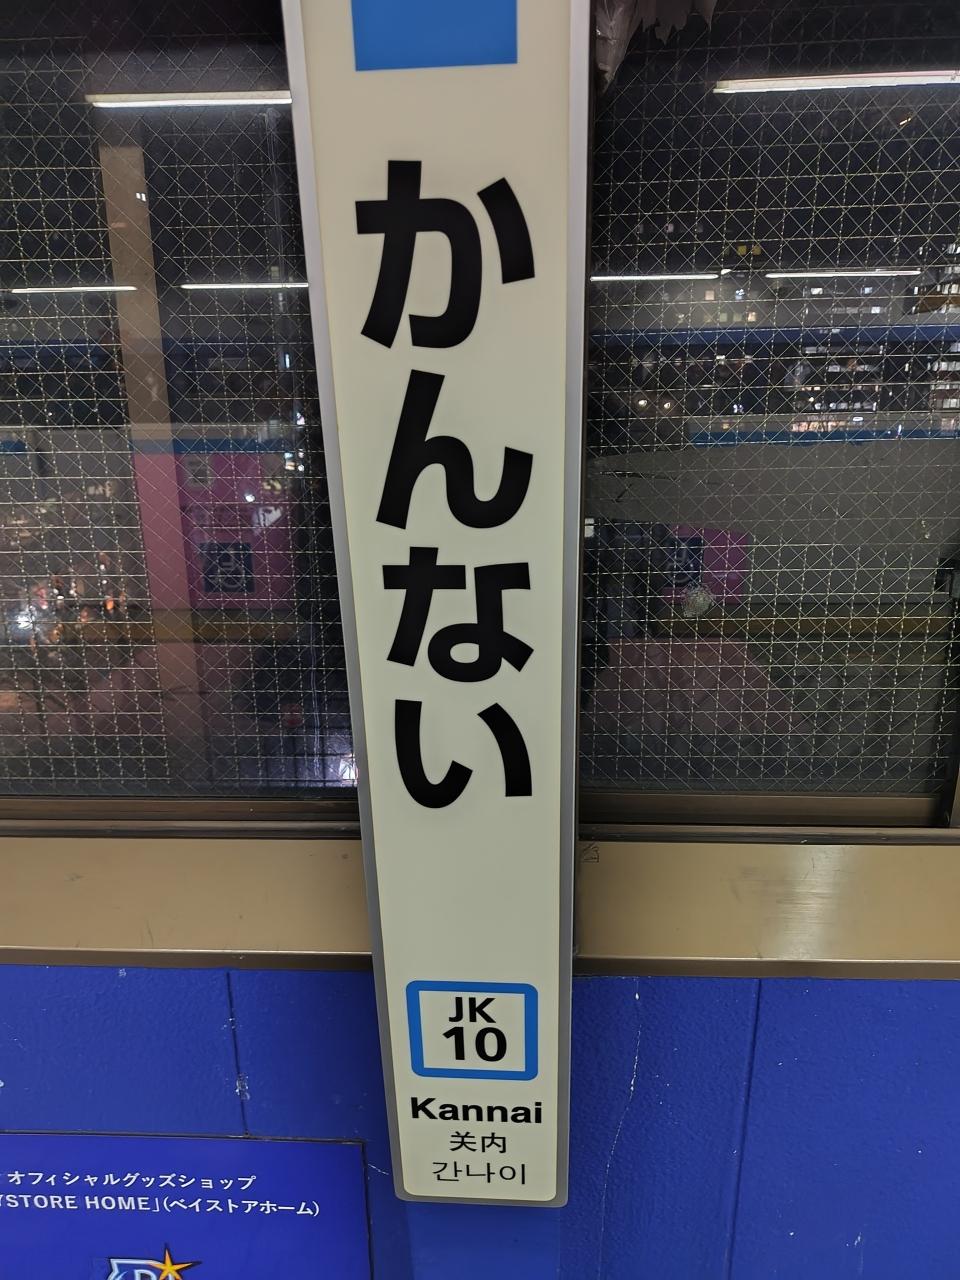 かんない
JK
10
Kannai
关内
간나이
オフィシャルグッズショップ
YSTORE HOME」(ベイストアホーム)